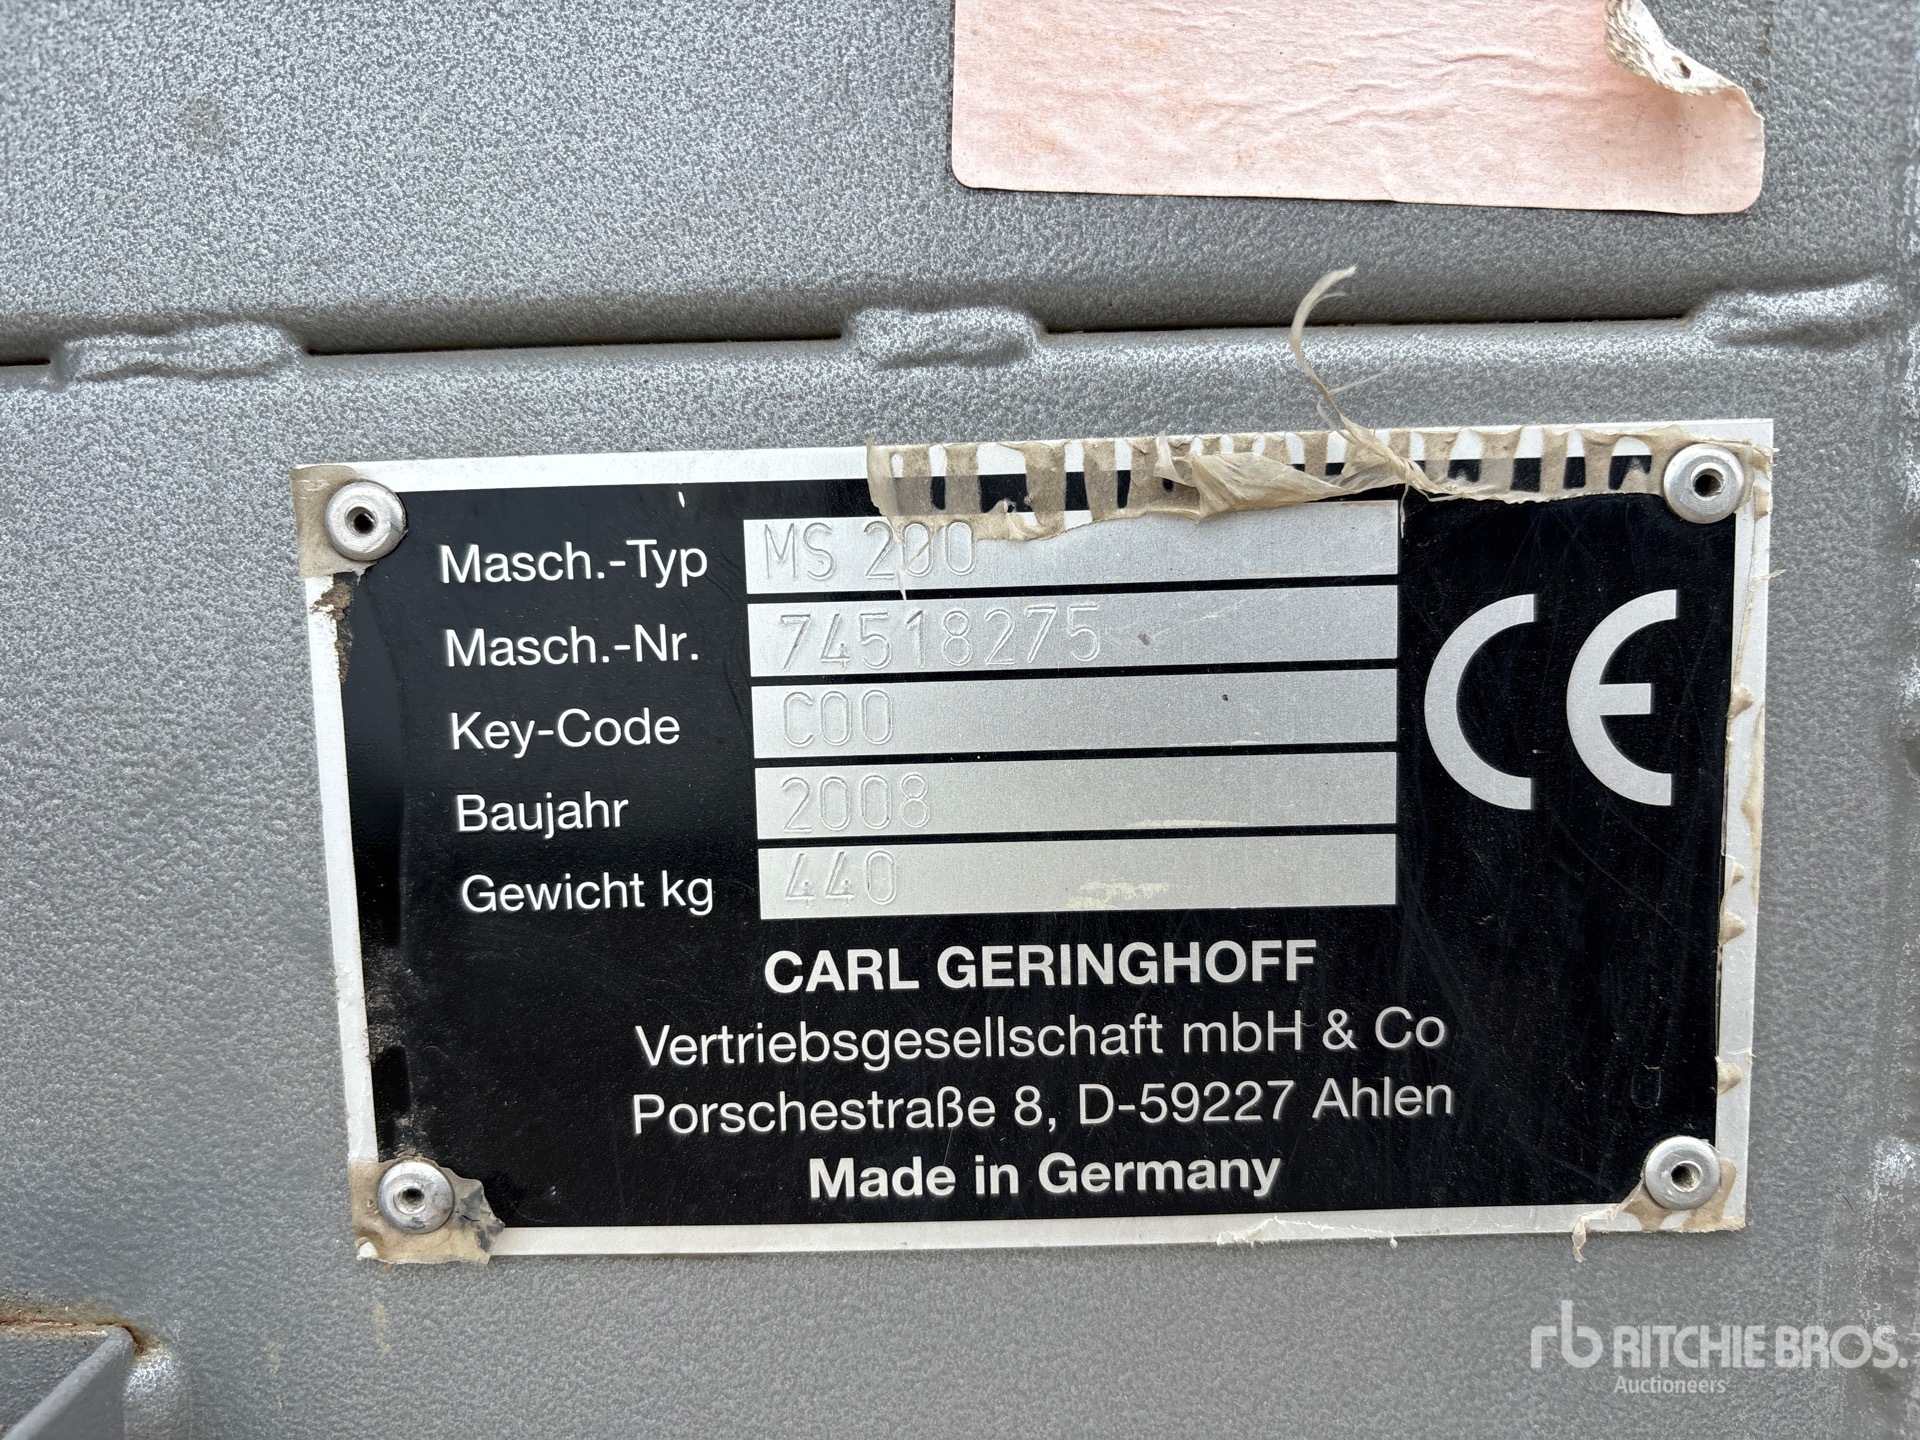 Masch.-Typ MS 200
Masch.-Nr. 74518275
Key-Code C00
Baujahr 2008
Gewicht kg 440
CE
CARL GERINGHOFF
Vertriebsgesellschaft mbH & Co
Porschestraße 8, D-59227 Ahlen
Made in Germany
rb RITCHIE BROS.
Auctioneers